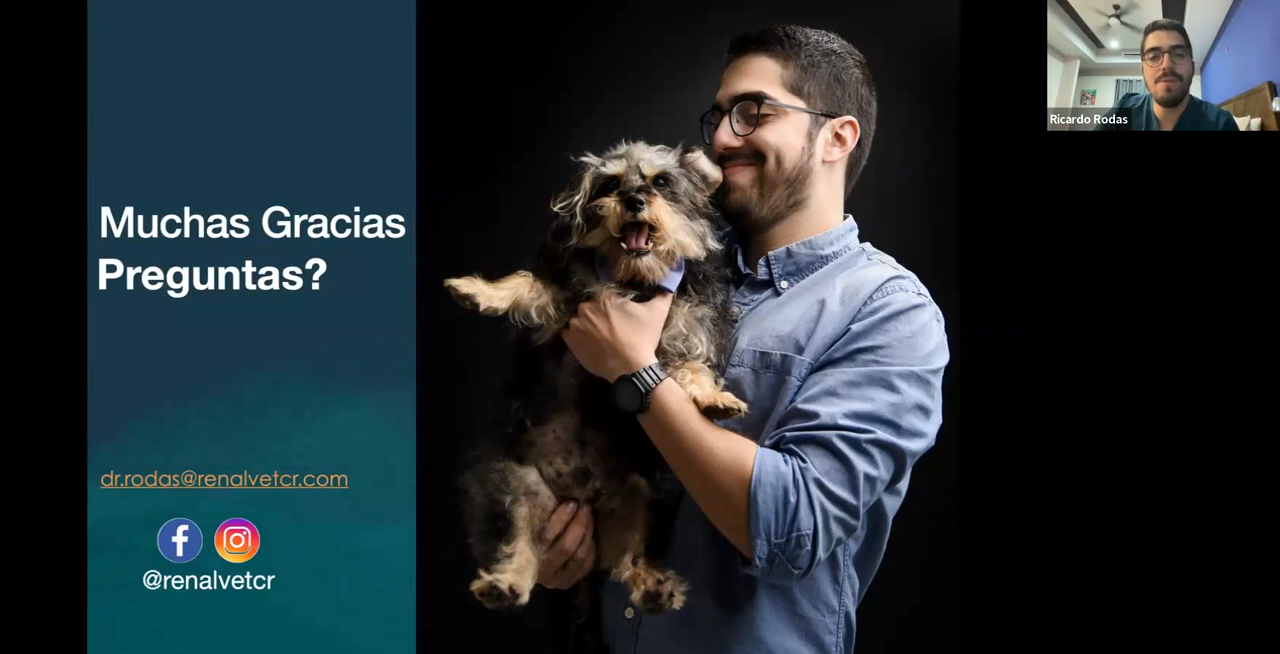 Muchas Gracias
Preguntas?
dr.rodas@renalvetcr.com
@renalvetcr
Ricardo Rodas